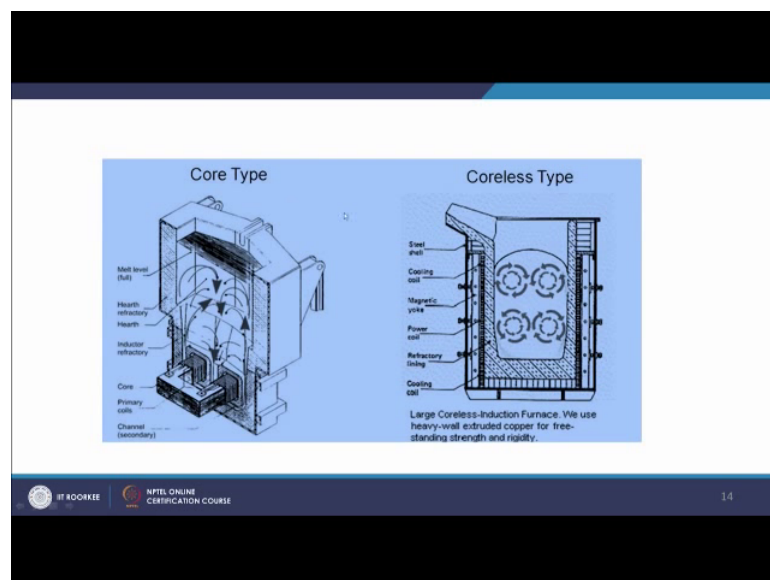 Core Type
Melt level
(full)
Hearth
refractory
Hearth
Inductor
refractory
Core
Primary
coils
Channel
(secondary)
Coreless Type
Steel
shell
Cooling
coil
Magnetic
yoke
Power
coil
Refractory
lining
Cooling
coil
Large Coreless-Induction Furnace. We use
heavy-wall extruded copper for free-
standing strength and rigidity.
IIT ROORKEE
NPTEL ONLINE
CERTIFICATION COURSE
14